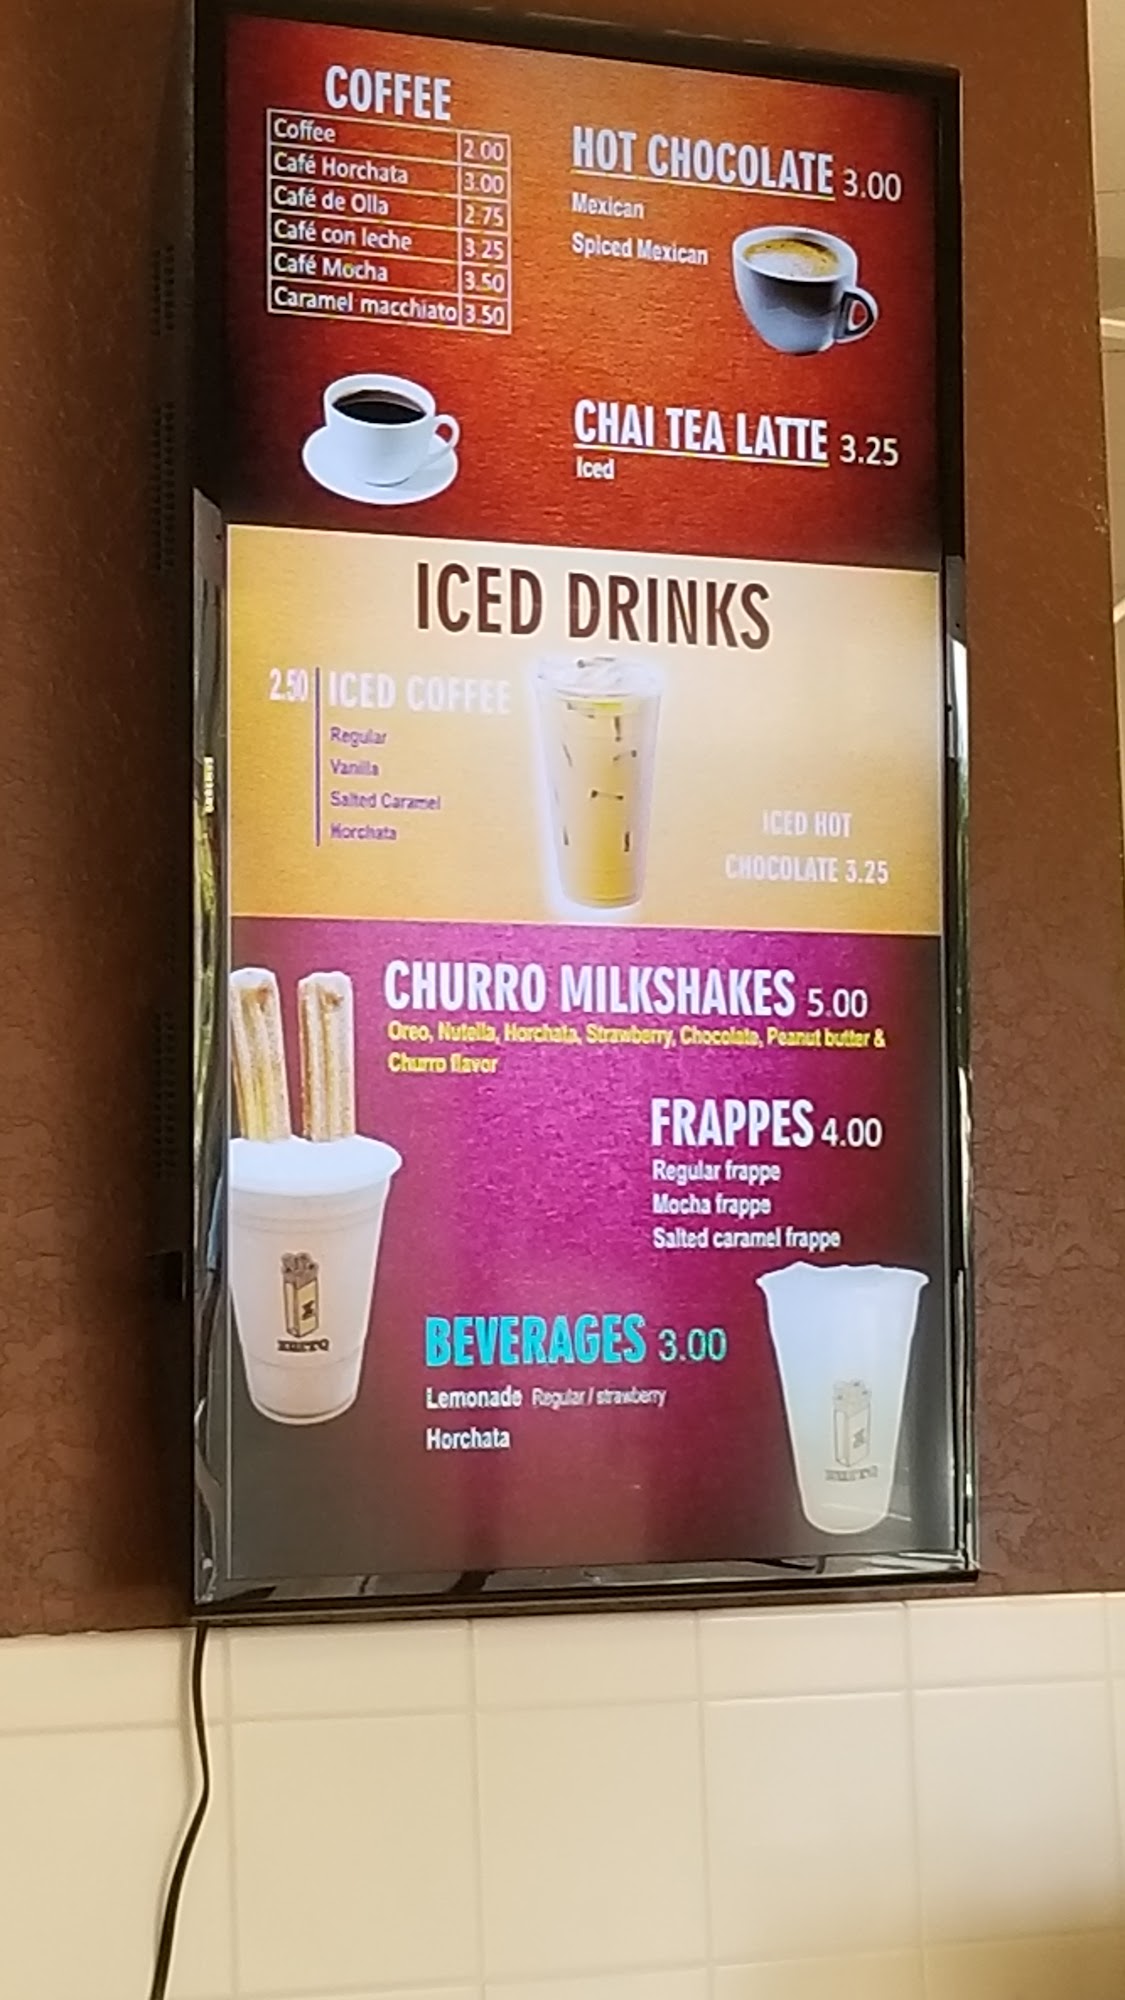 COFFEE
Coffee 2.00
Café Horchata 3.00
Café de Olla 2.75
Café con leche 3.25
Café Mocha 3.50
Caramel macchiato 3.50
HOT CHOCOLATE 3.00
Mexican
Spiced Mexican
CHAI TEA LATTE 3.25
Iced
ICED DRINKS
2.50 ICED COFFEE
Regular
Vanilla
Salted Caramel
Horchata
ICED HOT
CHOCOLATE 3.25
CHURRO MILKSHAKES 5.00
Oreo, Nutella, Horchata, Strawberry, Chocolate, Peanut butter &
Churro flavor
FRAPPES 4.00
Regular frappe
Mocha frappe
Salted caramel frappe
BEVERAGES 3.00
Lemonade Regular / strawberry
Horchata